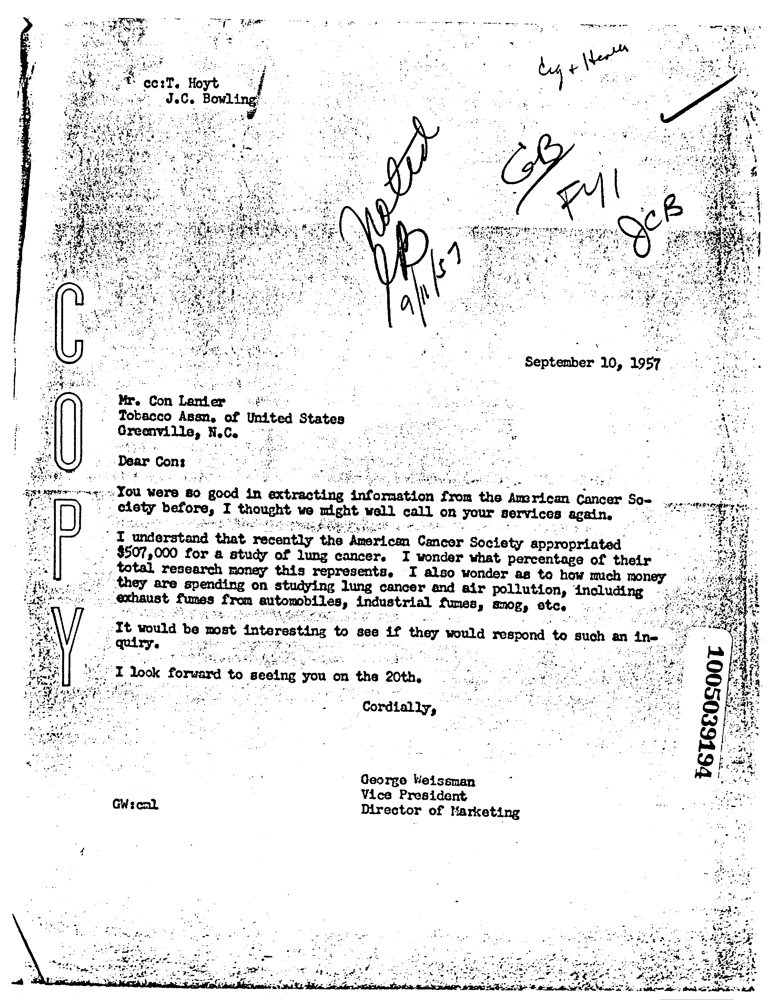 cc:T. Hoyt
J.C. Bowling
Cig + Health
Noted
GB
FYI
JCB
9/11/57
COPY
September 10, 1957
Mr. Con Lanier
Tobacco Assn. of United States
Greenville, N.C.
Dear Con:
You were so good in extracting information from the American Cancer So-
ciety before, I thought we might well call on your services again.
I understand that recently the American Cancer Society appropriated
$507,000 for a study of lung cancer. I wonder what percentage of their
total research money this represents. I also wonder as to how much money
they are spending on studying lung cancer and air pollution, including
exhaust fumes from automobiles, industrial fumes, smog, etc.
It would be most interesting to see if they would respond to such an in-
quiry.
I look forward to seeing you on the 20th.
Cordially,
George Weissman
Vice President
Director of Marketing
GW:cml
1005039194